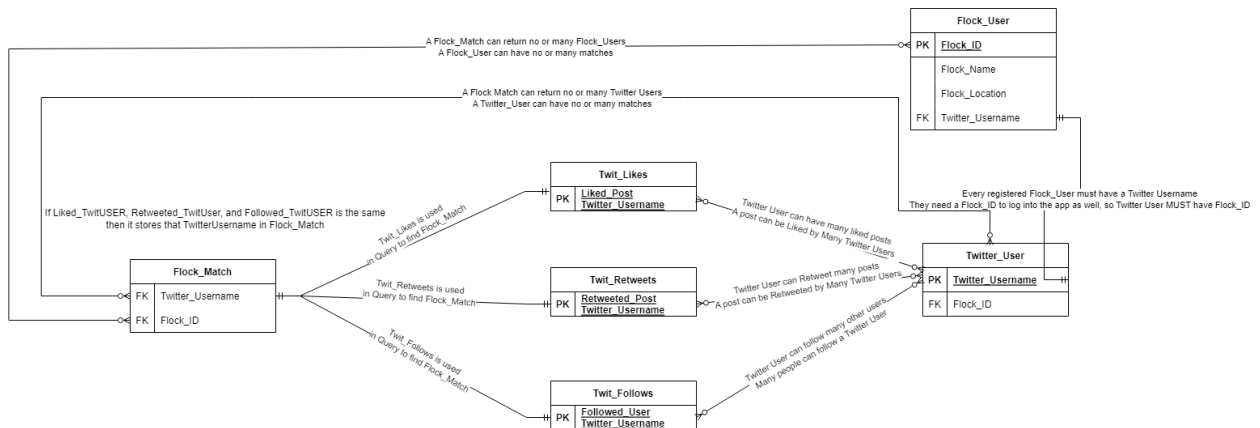 Flock_User
PK Flock_ID
Flock_Name
Flock_Location
FK Twitter_Username
A Flock_Match can return no or many Flock_Users
A Flock_User can have no or many matches
A Flock Match can return no or many Twitter Users
A Twitter_User can have no or many matches
Twit_Likes
PK Liked_Post
Twitter_Username
Every registered Flock_User must have a Twitter Username
They need a Flock_ID to log into the app as well, so Twitter User MUST have Flock_ID
If Liked_TwitUSER, Retweeted_TwitUser, and Followed_TwitUSER is the same
then it stores that TwitterUsername in Flock_Match
Twit_Likes is used
in Query to find Flock_Match
Twitter User can have many liked posts
A post can be Liked by Many Twitter Users
Flock_Match
FK Twitter_Username
FK Flock_ID
Twit_Retweets is used
in Query to find Flock_Match
Twit_Retweets
PK Retweeted_Post
Twitter_Username
Twitter User can Retweet many posts
A post can be Retweeted by Many Twitter Users
Twitter_User
PK Twitter_Username
FK Flock_ID
Twit_Follows is used
in Query to find Flock_Match
Twitter User can follow many other users
Many people can follow a Twitter User
Twit_Follows
PK Followed_User
Twitter_Username